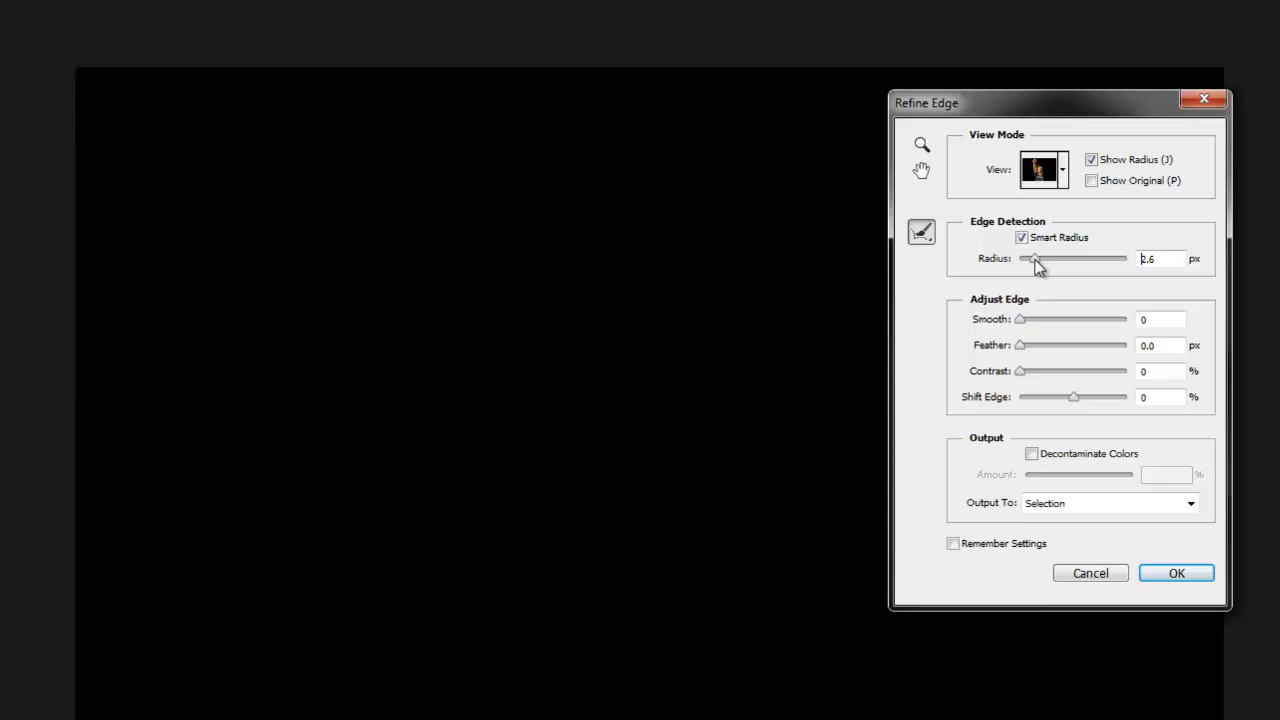 Refine Edge
View Mode
View:
Show Radius (J)
Show Original (P)
Edge Detection
Smart Radius
Radius: 2.6 px
Adjust Edge
Smooth: 0
Feather: 0.0 px
Contrast: 0 %
Shift Edge: 0 %
Output
Decontaminate Colors
Amount: %
Output To: Selection
Remember Settings
Cancel OK